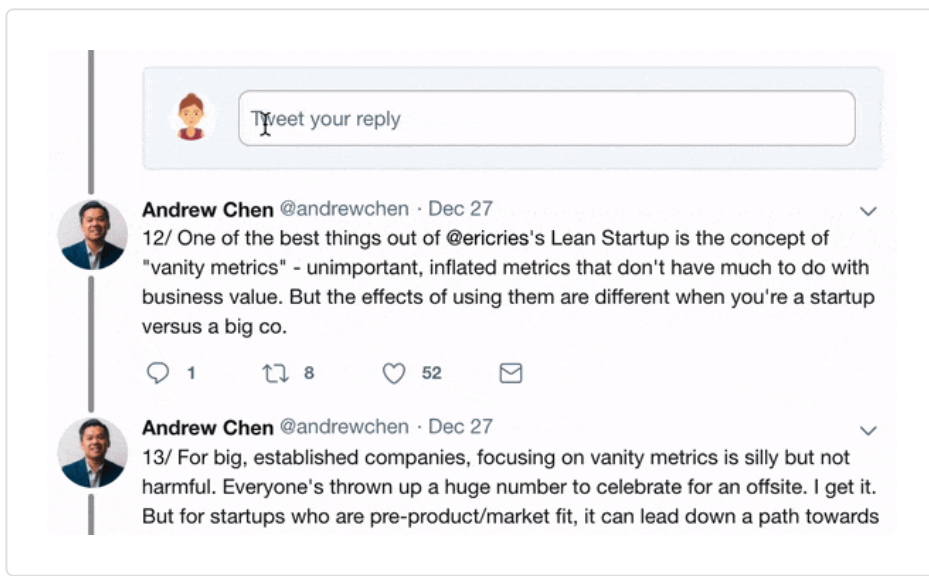 Tweet your reply
Andrew Chen @andrewchen · Dec 27
12/ One of the best things out of @ericries's Lean Startup is the concept of
"vanity metrics" - unimportant, inflated metrics that don't have much to do with
business value. But the effects of using them are different when you're a startup
versus a big co.
1 8 52
Andrew Chen @andrewchen · Dec 27
13/ For big, established companies, focusing on vanity metrics is silly but not
harmful. Everyone's thrown up a huge number to celebrate for an offsite. I get it.
But for startups who are pre-product/market fit, it can lead down a path towards